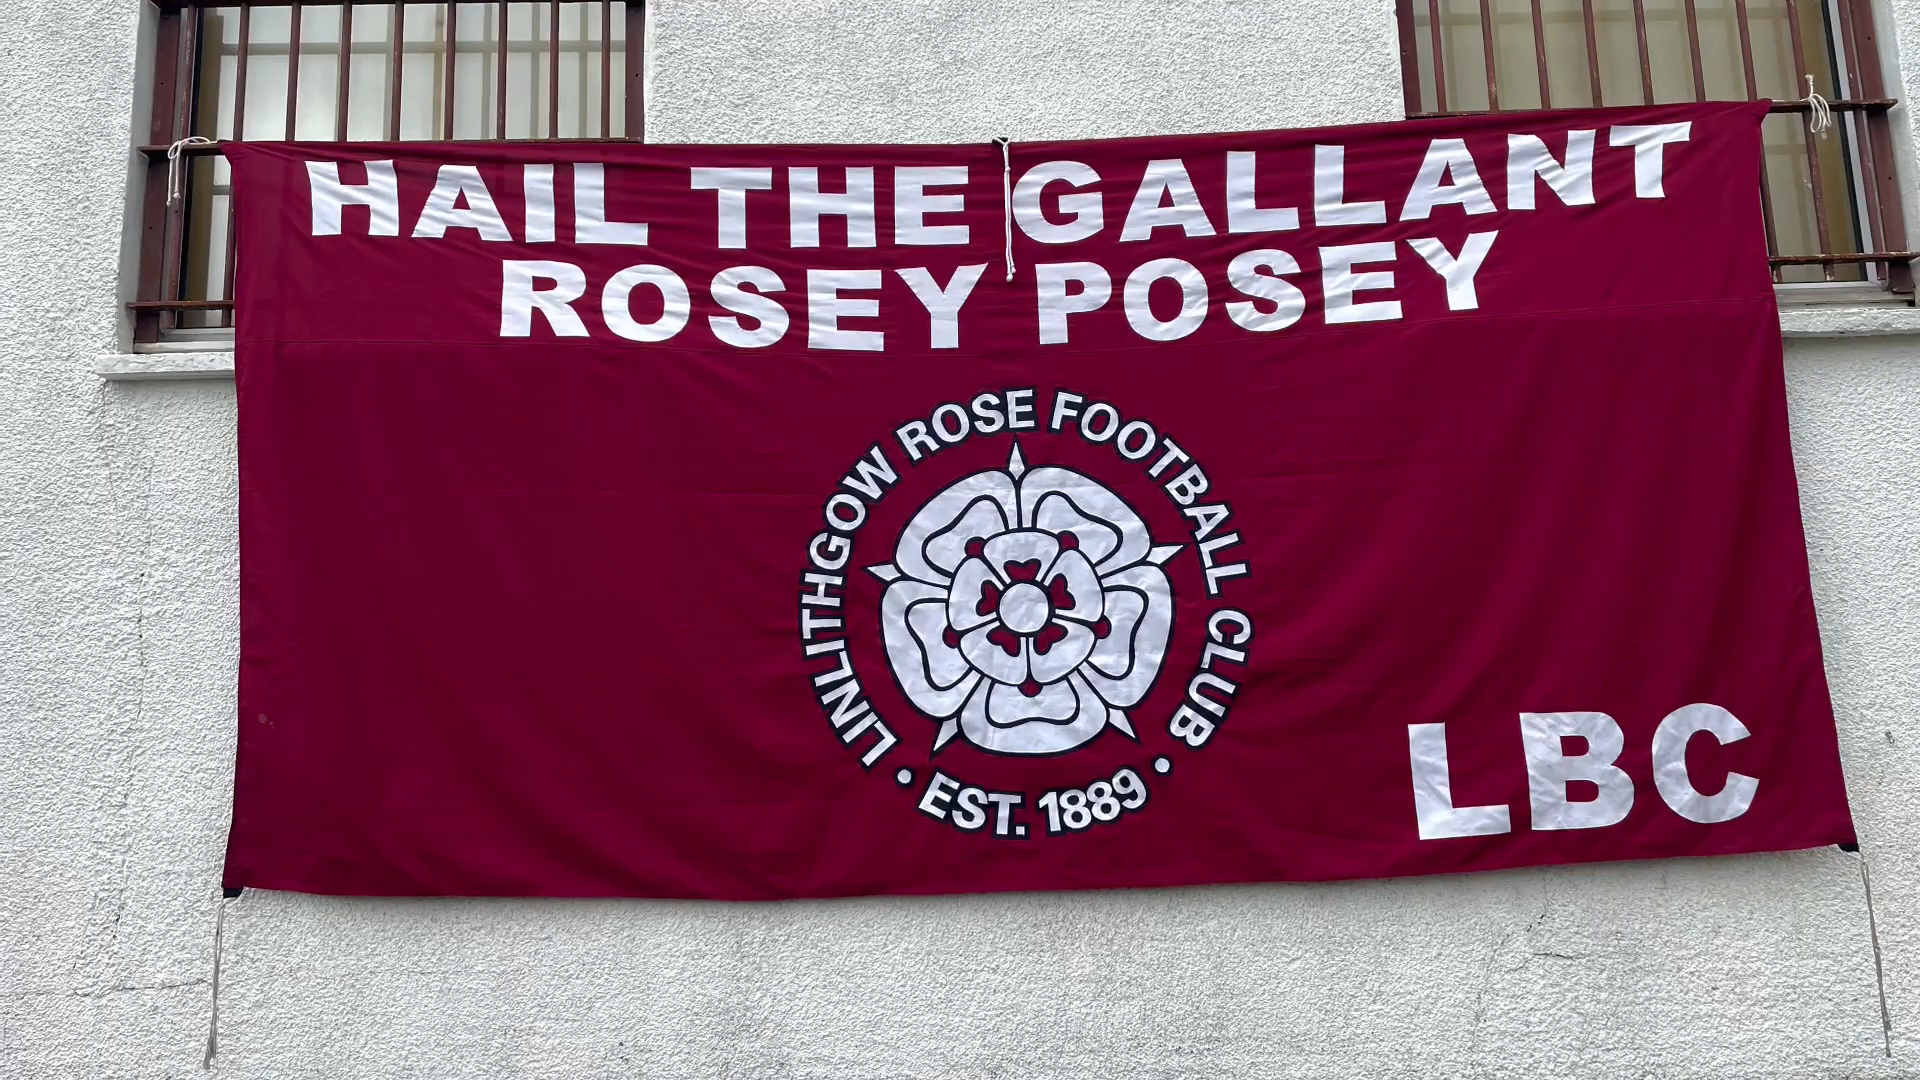 HAIL THE GALLANT
ROSEY POSEY
LINLITHGOW ROSE FOOTBALL CLUB
• EST. 1889 •
LBC